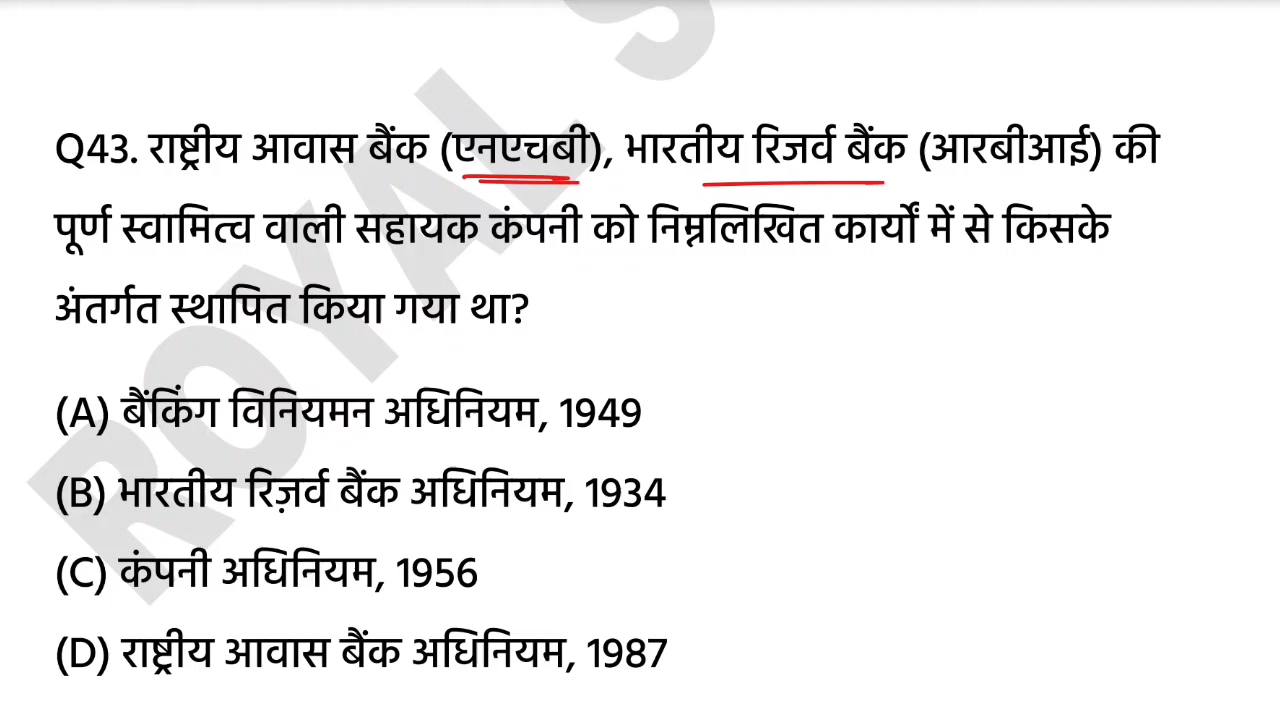 Q43. राष्ट्रीय आवास बैंक (एनएचबी), भारतीय रिजर्व बैंक (आरबीआई) की
पूर्ण स्वामित्व वाली सहायक कंपनी को निम्नलिखित कार्यों में से किसके
अंतर्गत स्थापित किया गया था?
(A) बैंकिंग विनियमन अधिनियम, 1949
(B) भारतीय रिज़र्व बैंक अधिनियम, 1934
(C) कंपनी अधिनियम, 1956
(D) राष्ट्रीय आवास बैंक अधिनियम, 1987
ROYAL S